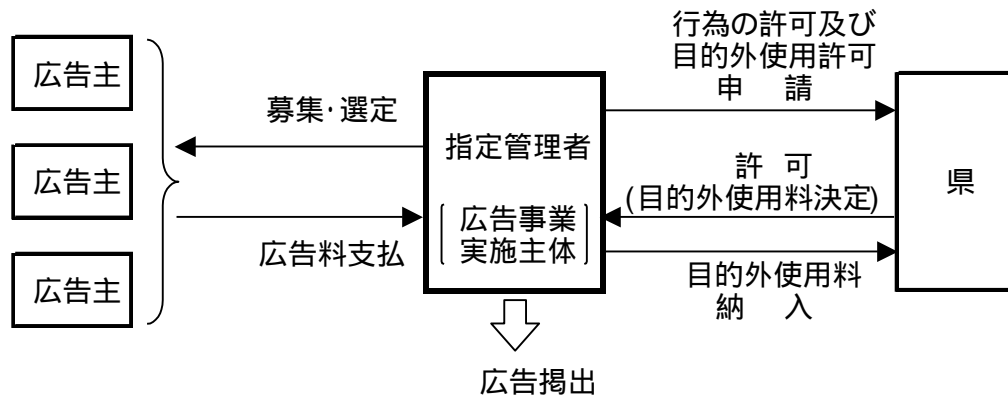 広告主
広告主
広告主
募集･選定
広告料支払
指定管理者
広告事業
実施主体
広告掲出
行為の許可及び
目的外使用許可
申　請
許 可
(目的外使用料決定)
目的外使用料
納　入
県